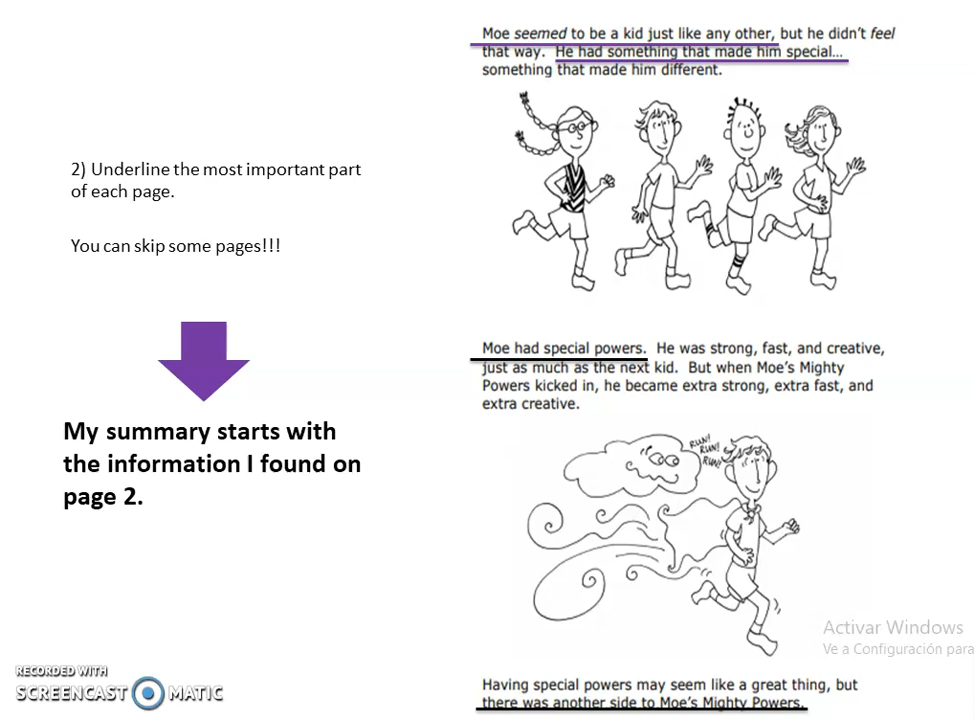 2) Underline the most important part
of each page.
You can skip some pages!!!
My summary starts with
the information I found on
page 2.
RECORDED WITH
SCREENCAST MATIC
Moe seemed to be a kid just like any other, but he didn't feel
that way. He had something that made him special...
something that made him different.
Moe had special powers. He was strong, fast, and creative,
just as much as the next kid. But when Moe's Mighty
Powers kicked in, he became extra strong, extra fast, and
extra creative.
RUN!
RUN!
RUN!
Having special powers may seem like a great thing, but
there was another side to Moe's Mighty Powers.
Activar Windows
Ve a Configuración para